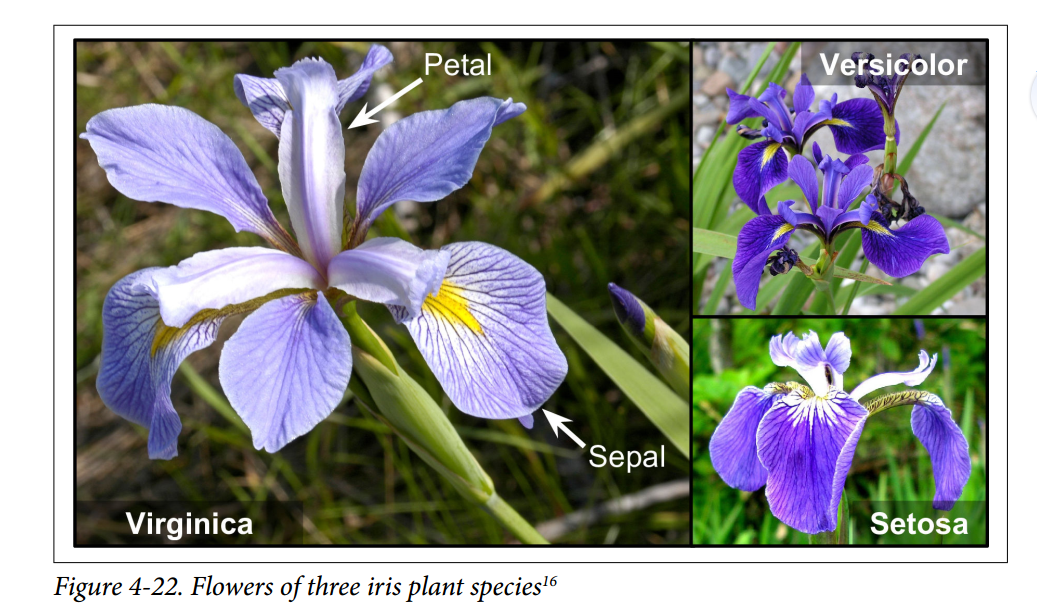 Petal
Versicolor
Sepal
Virginica
Setosa
Figure 4-22. Flowers of three iris plant species16